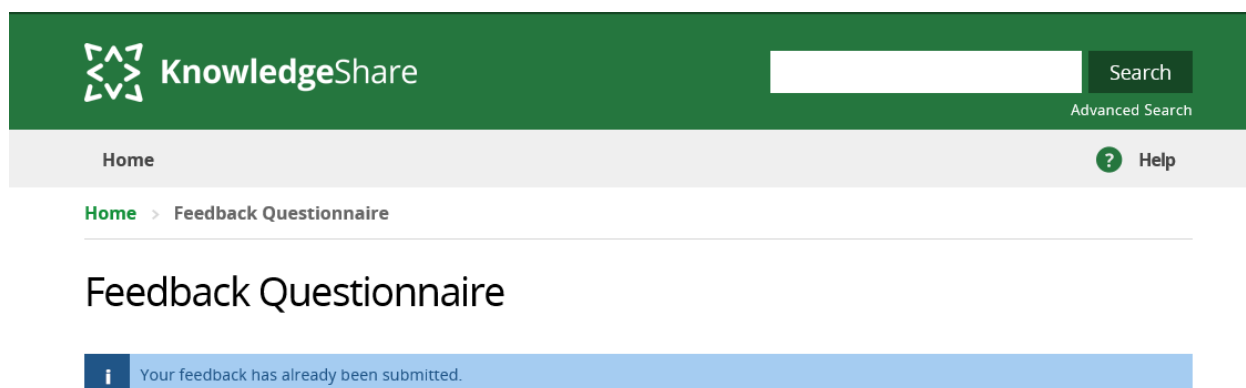 KnowledgeShare
Search
Advanced Search
Home
? Help
Home > Feedback Questionnaire
Feedback Questionnaire
i Your feedback has already been submitted.